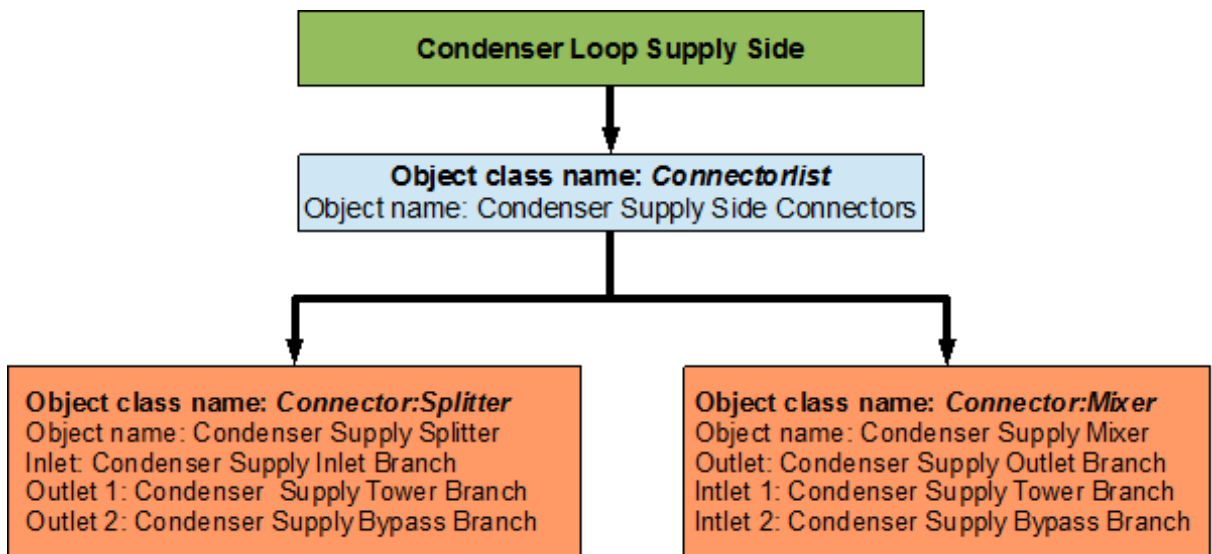 Condenser Loop Supply Side
Object class name: Connectorlist
Object name: Condenser Supply Side Connectors
Object class name: Connector:Splitter
Object name: Condenser Supply Splitter
Inlet: Condenser Supply Inlet Branch
Outlet 1: Condenser Supply Tower Branch
Outlet 2: Condenser Supply Bypass Branch
Object class name: Connector:Mixer
Object name: Condenser Supply Mixer
Outlet: Condenser Supply Outlet Branch
Intlet 1: Condenser Supply Tower Branch
Intlet 2: Condenser Supply Bypass Branch